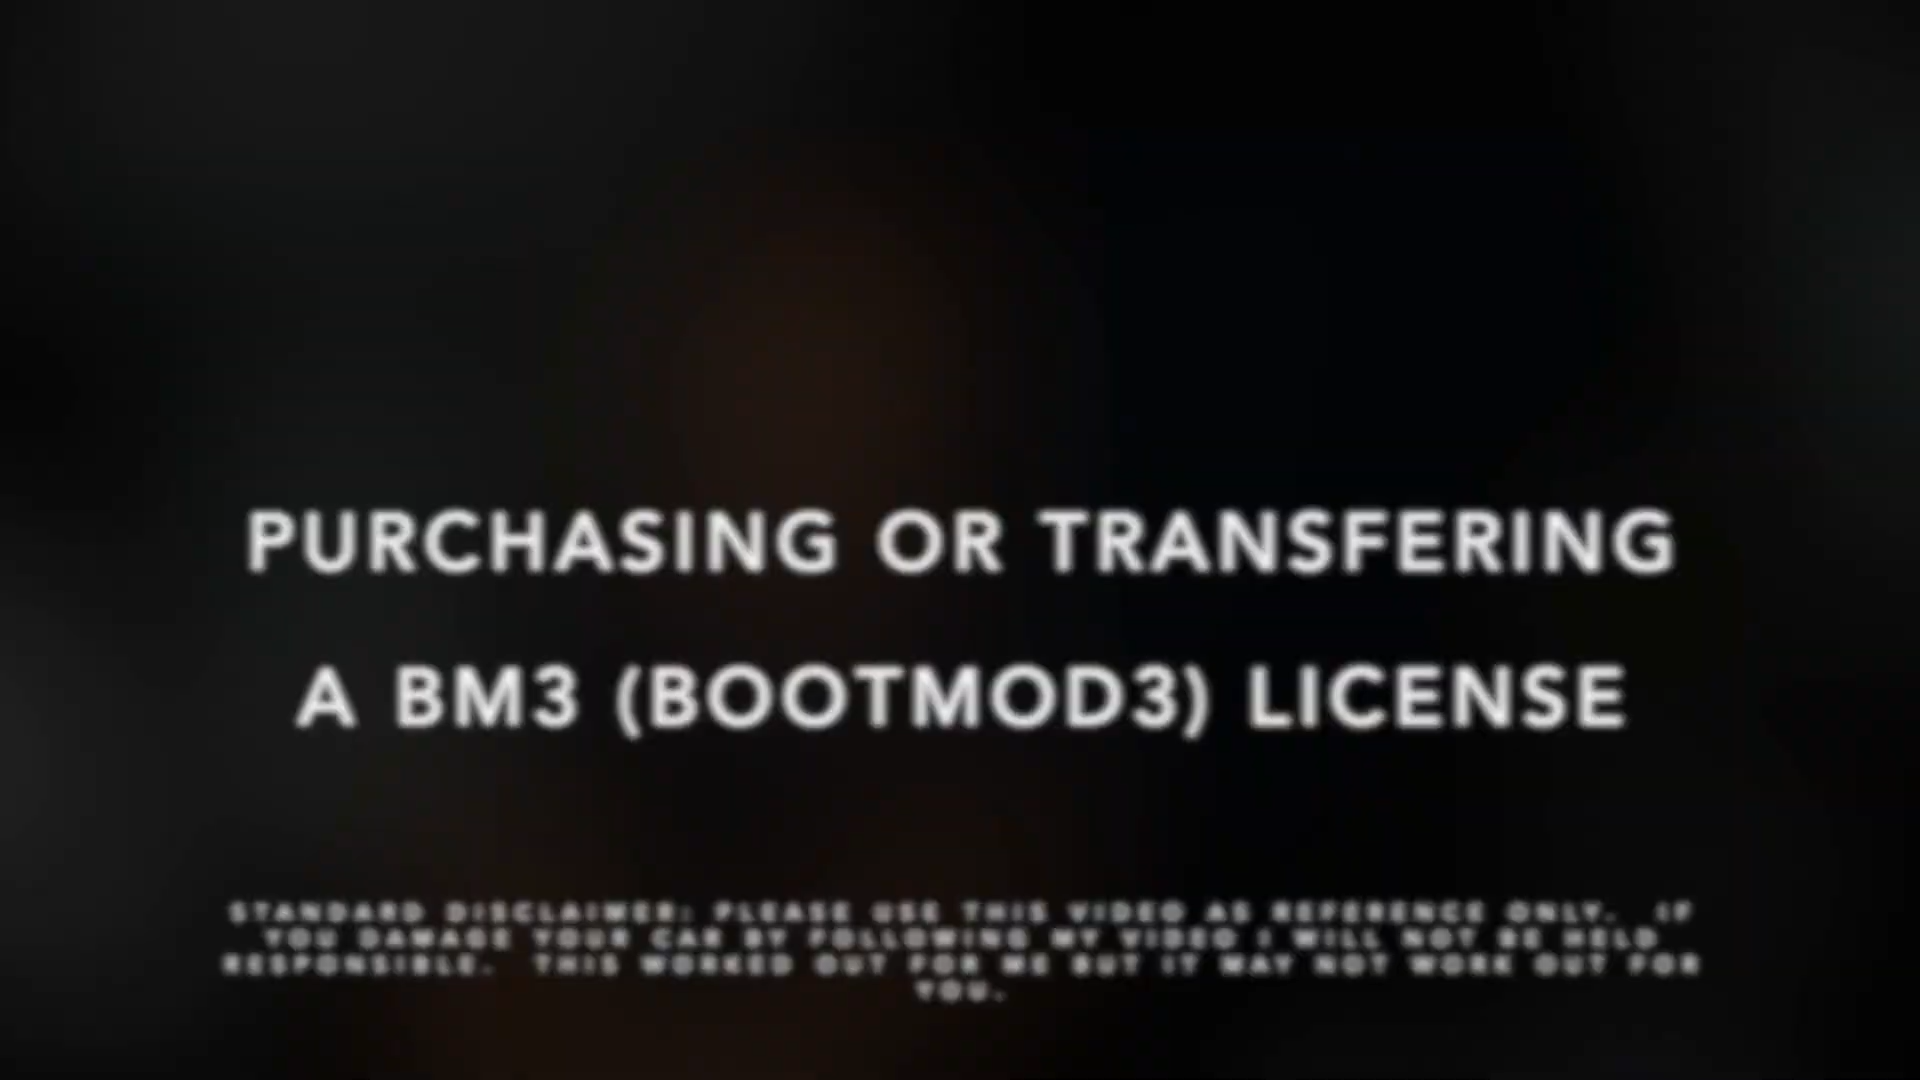 PURCHASING OR TRANSFERING
A BM3 (BOOTMOD3) LICENSE
STANDARD DISCLAIMER: PLEASE USE THIS VIDEO AS REFERENCE ONLY. IF
YOU DAMAGE YOUR CAR BY FOLLOWING MY VIDEO I WILL NOT BE HELD
RESPONSIBLE. THIS WORKED OUT FOR ME BUT IT MAY NOT WORK OUT FOR
YOU.